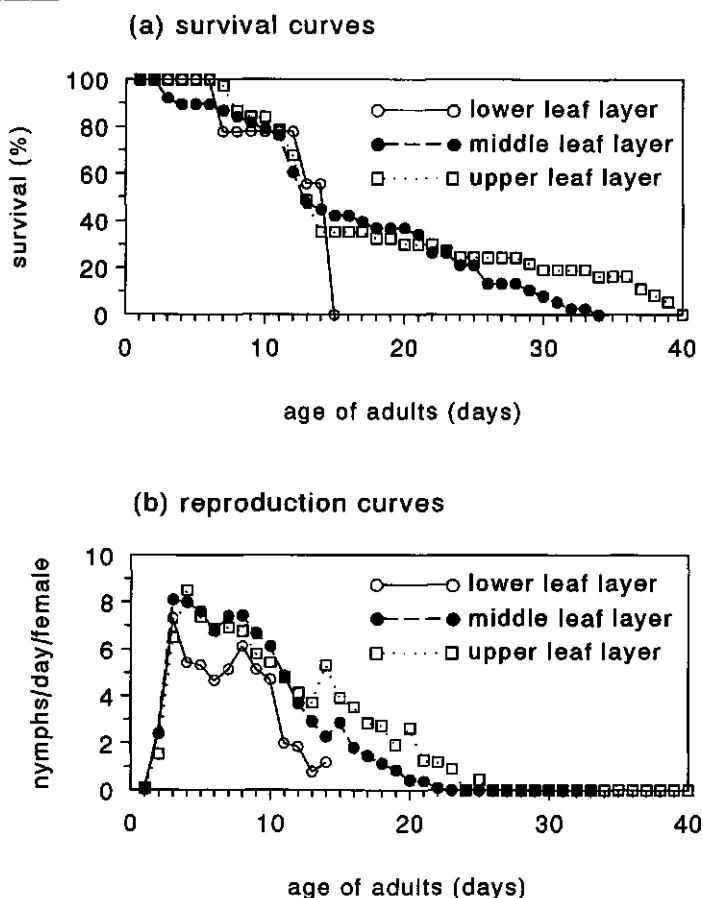 (a) survival curves
100
80
60
40
20
0
survival (%)
lower leaf layer
middle leaf layer
upper leaf layer
0 10 20 30 40
age of adults (days)
(b) reproduction curves
10
8
6
4
2
0
nymphs/day/female
lower leaf layer
middle leaf layer
upper leaf layer
0 10 20 30 40
age of adults (days)